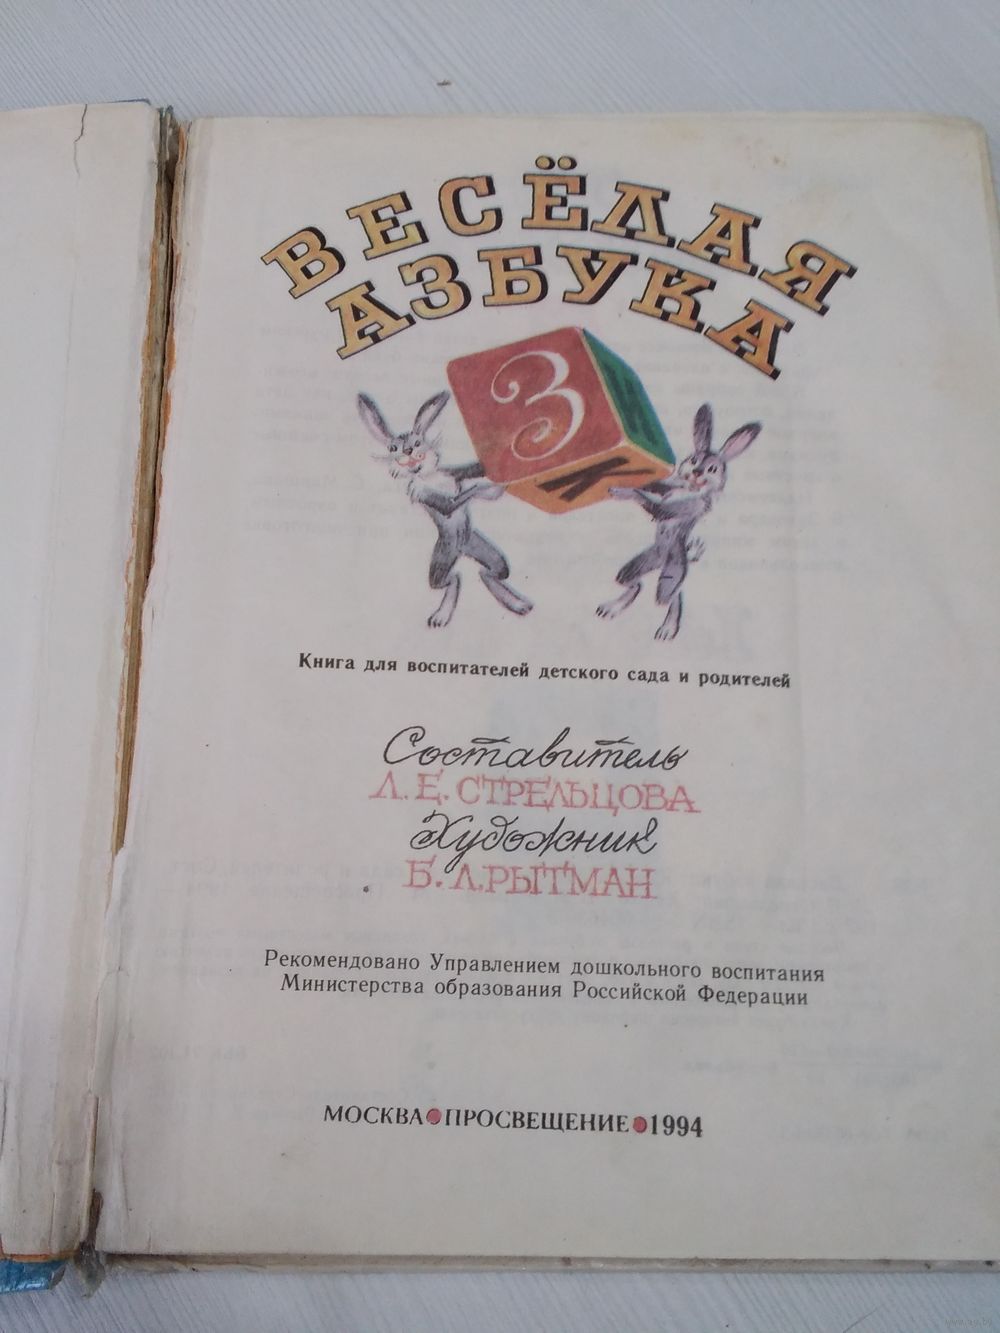 ВЕСЁЛАЯ
АЗБУКА
З
К
Книга для воспитателей детского сада и родителей
Составитель
Л. Е. СТРЕЛЬЦОВА
Художник
Б. Л. РЫТМАН
Рекомендовано Управлением дошкольного воспитания
Министерства образования Российской Федерации
МОСКВА ● ПРОСВЕЩЕНИЕ ● 1994